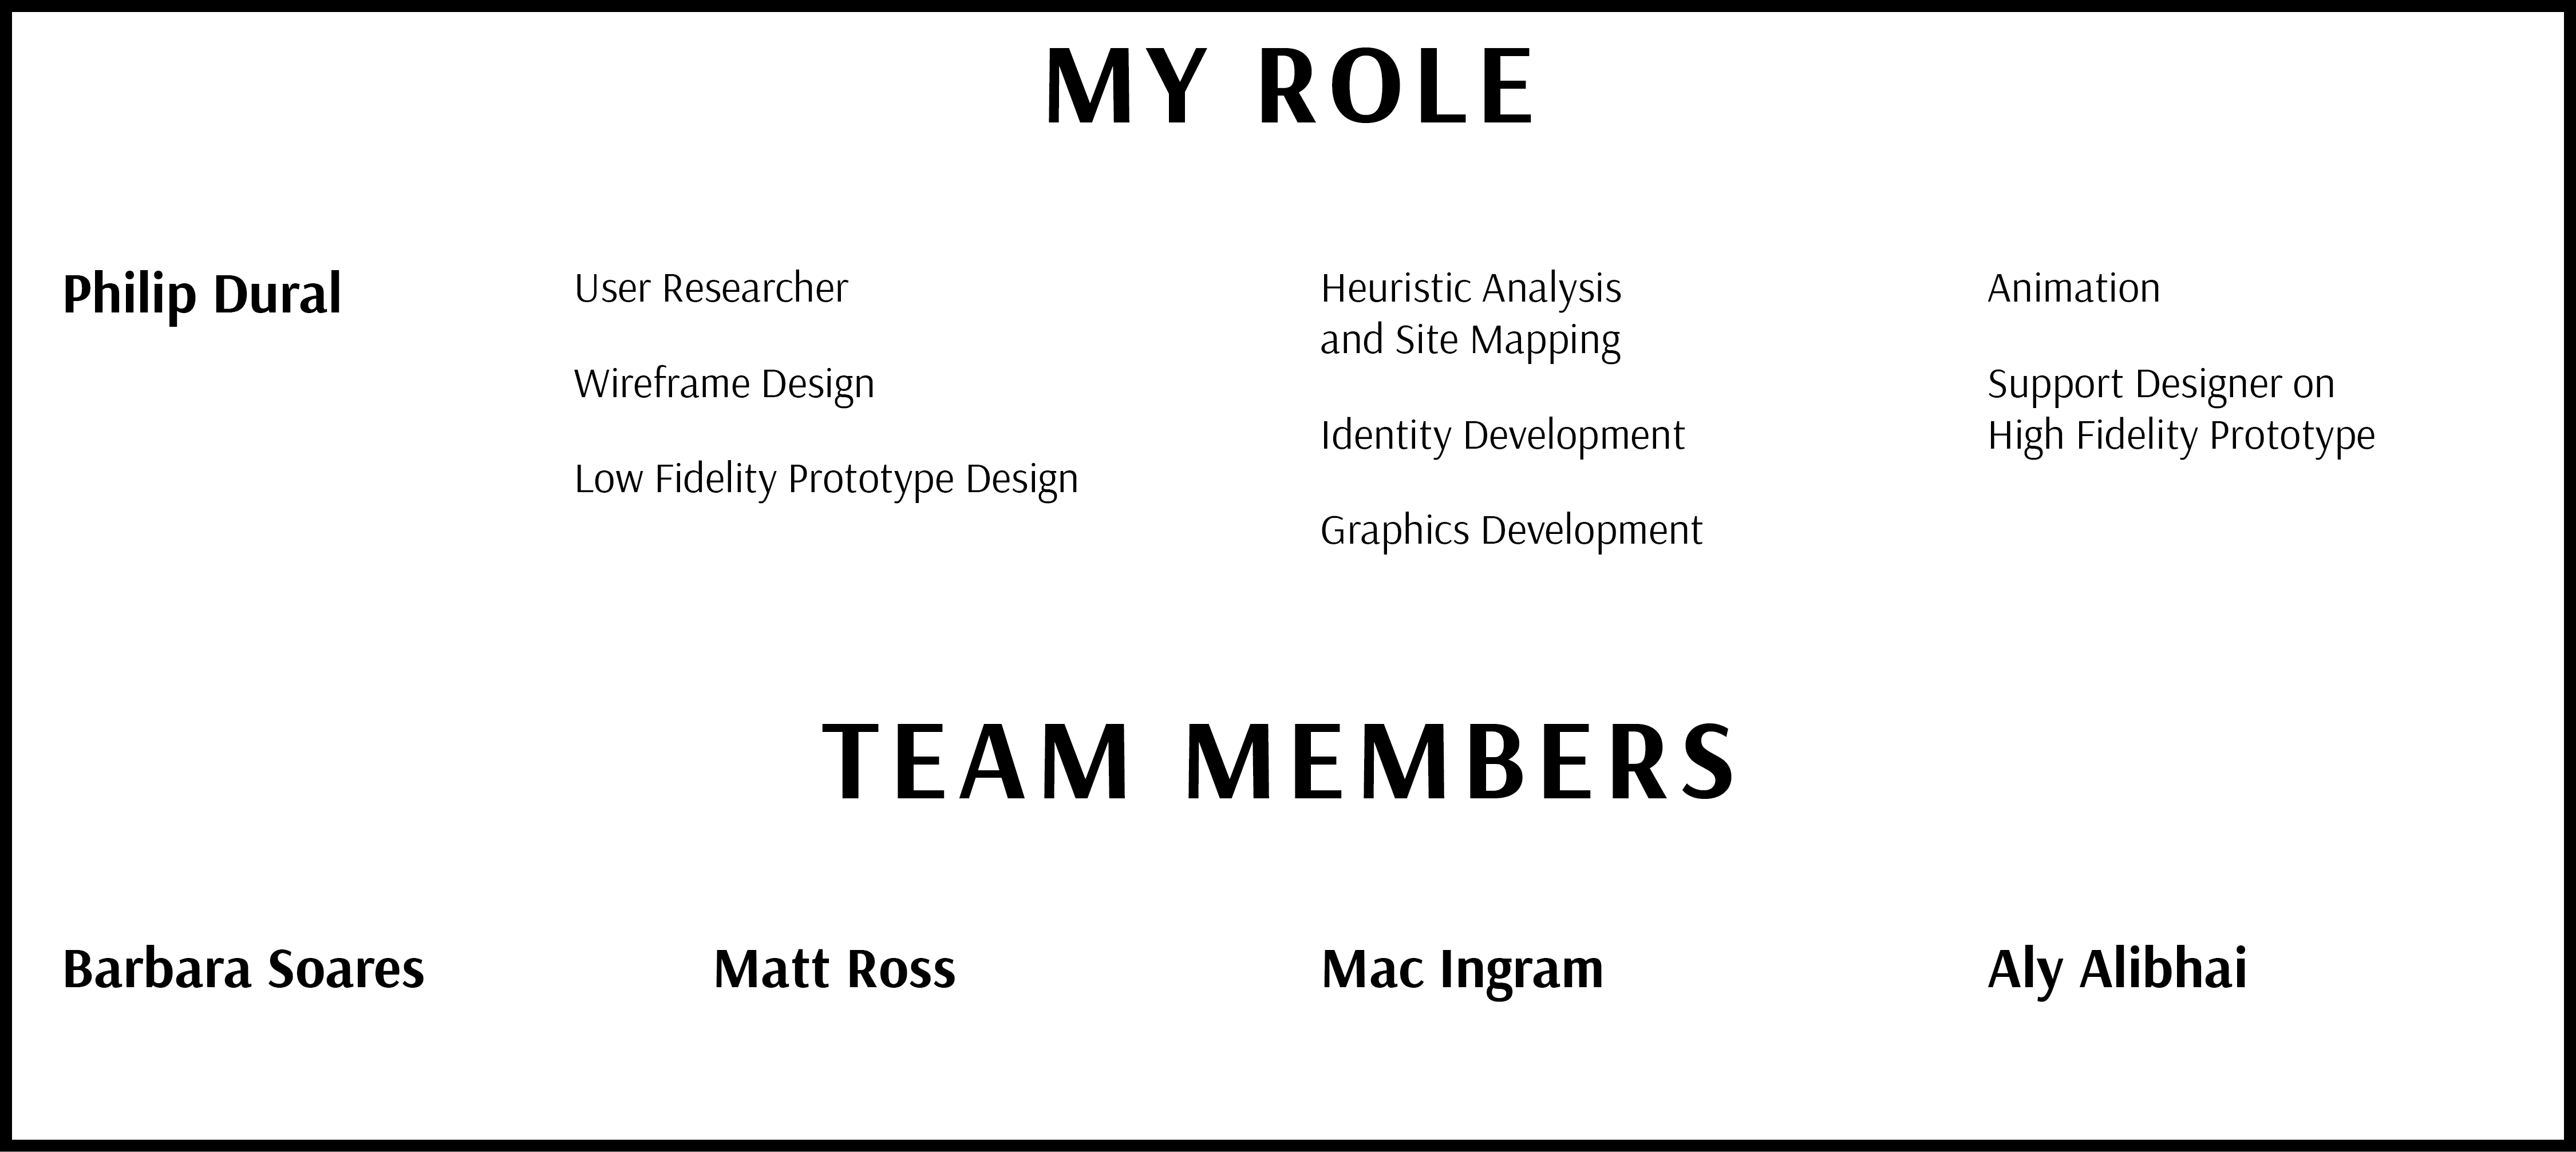 MY ROLE
Philip Dural
User Researcher
Wireframe Design
Low Fidelity Prototype Design
Heuristic Analysis
and Site Mapping
Identity Development
Graphics Development
Animation
Support Designer on
High Fidelity Prototype
TEAM MEMBERS
Barbara Soares
Matt Ross
Mac Ingram
Aly Alibhai